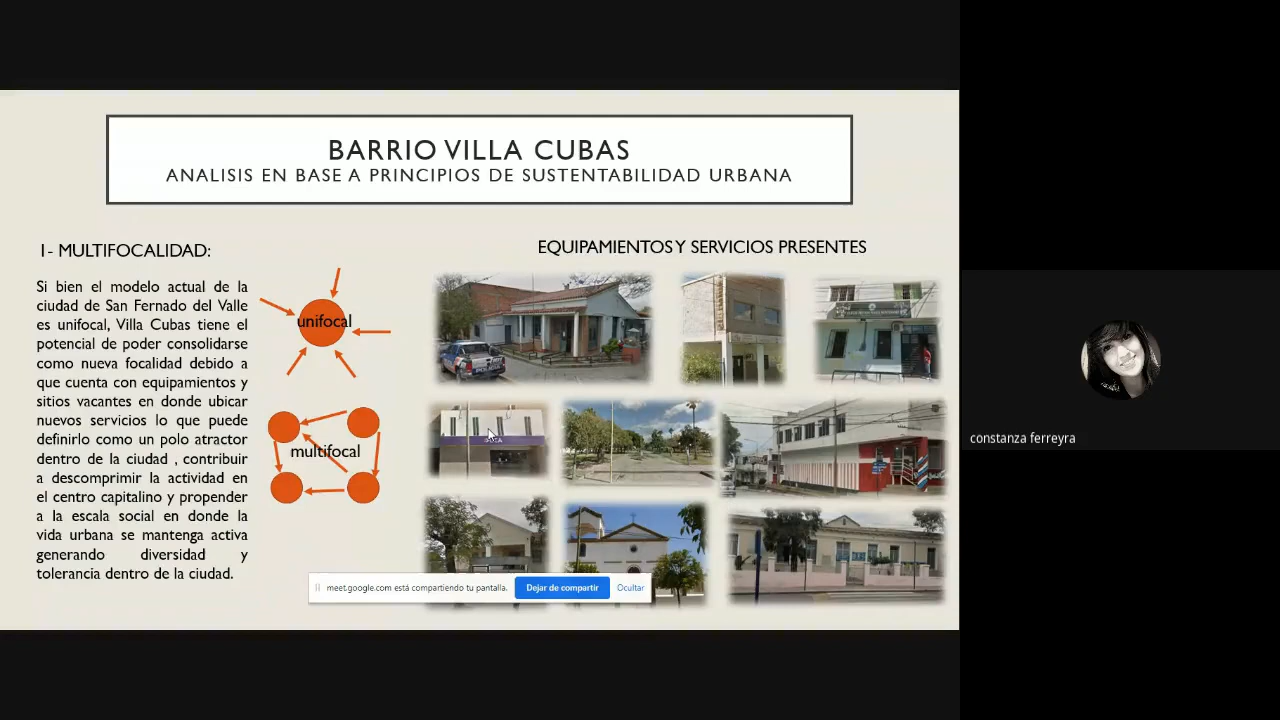 BARRIO VILLA CUBAS
ANALISIS EN BASE A PRINCIPIOS DE SUSTENTABILIDAD URBANA
1- MULTIFOCALIDAD:
Si bien el modelo actual de la
ciudad de San Fernado del Valle
es unifocal, Villa Cubas tiene el
potencial de poder consolidarse
como nueva focalidad debido a
que cuenta con equipamientos y
sitios vacantes en donde ubicar
nuevos servicios lo que puede
definirlo como un polo atractor
dentro de la ciudad , contribuir
a descomprimir la actividad en
el centro capitalino y propender
a la escala social en donde la
vida urbana se mantenga activa
generando diversidad y
tolerancia dentro de la ciudad.
unifocal
multifocal
EQUIPAMIENTOS Y SERVICIOS PRESENTES
meet.google.com está compartiendo tu pantalla.
Dejar de compartir
Ocultar
constanza ferreyra